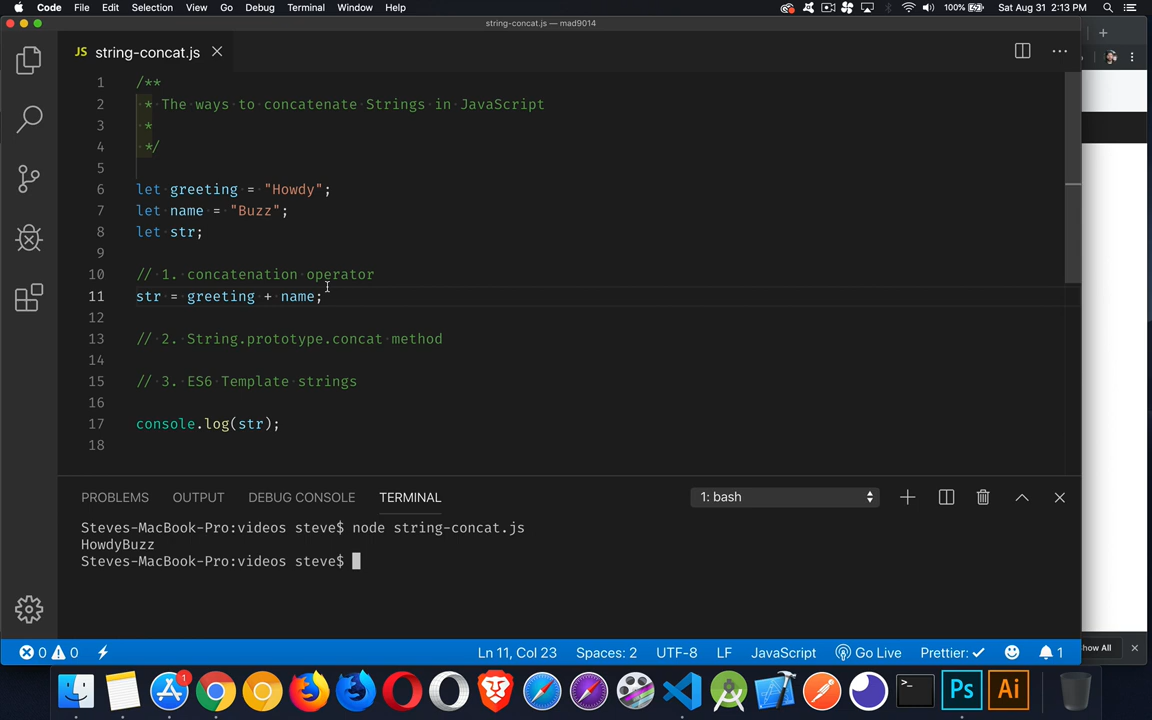 Code File Edit Selection View Go Debug Terminal Window Help 100% Sat Aug 31 2:13 PM
string-concat.js — mad9014
JS string-concat.js
1 /**
2 * The ways to concatenate Strings in JavaScript
3 *
4 */
5
6 let greeting = "Howdy";
7 let name = "Buzz";
8 let str;
9
10 // 1. concatenation operator
11 str = greeting + name;
12
13 // 2. String.prototype.concat method
14
15 // 3. ES6 Template strings
16
17 console.log(str);
18
PROBLEMS OUTPUT DEBUG CONSOLE TERMINAL 1: bash
Steves-MacBook-Pro:videos steve$ node string-concat.js
HowdyBuzz
Steves-MacBook-Pro:videos steve$
0 0 Ln 11, Col 23 Spaces: 2 UTF-8 LF JavaScript Go Live Prettier: 1
how All
1
Ps Ai